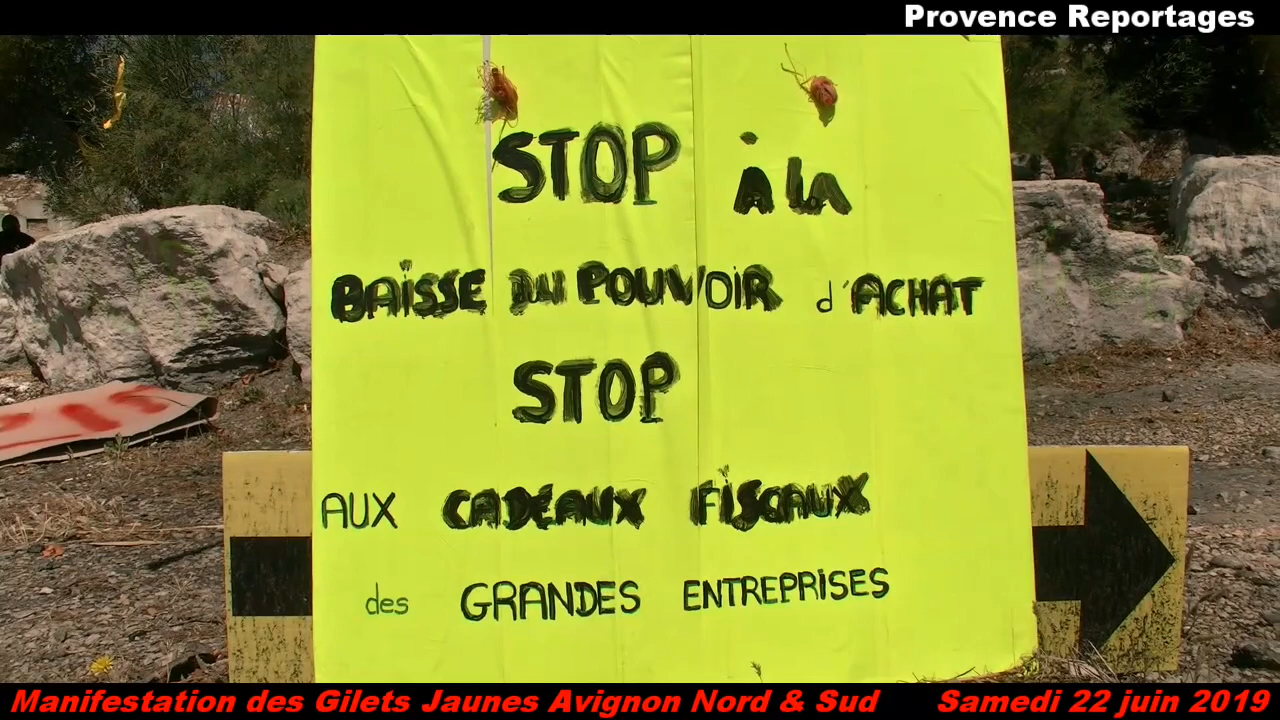 Provence Reportages
STOP à la
BAISSE DU POUVOIR d'ACHAT
STOP
AUX CADEAUX FISCAUX
des GRANDES ENTREPRISES
Manifestation des Gilets Jaunes Avignon Nord & Sud Samedi 22 juin 2019